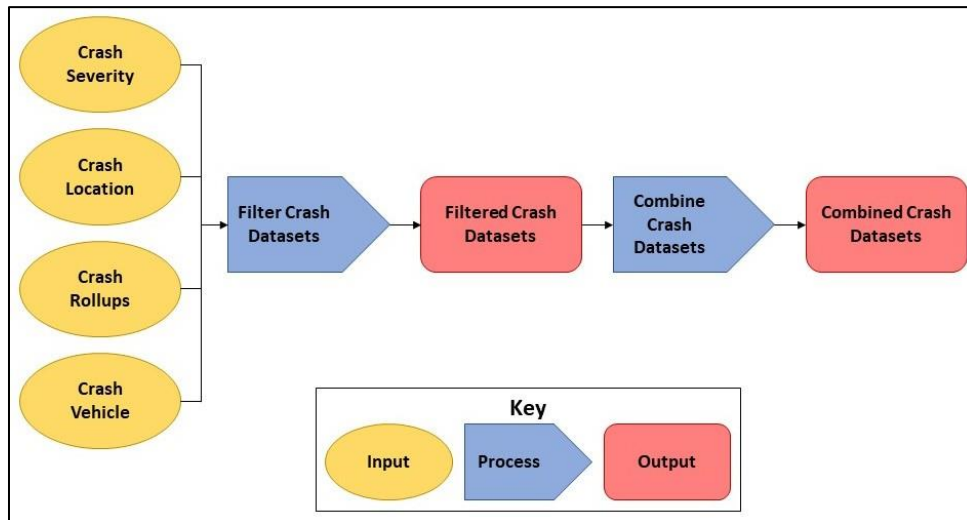 Crash
Severity
Crash
Location
Crash
Rollups
Crash
Vehicle
Filter Crash
Datasets
Filtered Crash
Datasets
Combine
Crash
Datasets
Combined Crash
Datasets
Key
Input
Process
Output